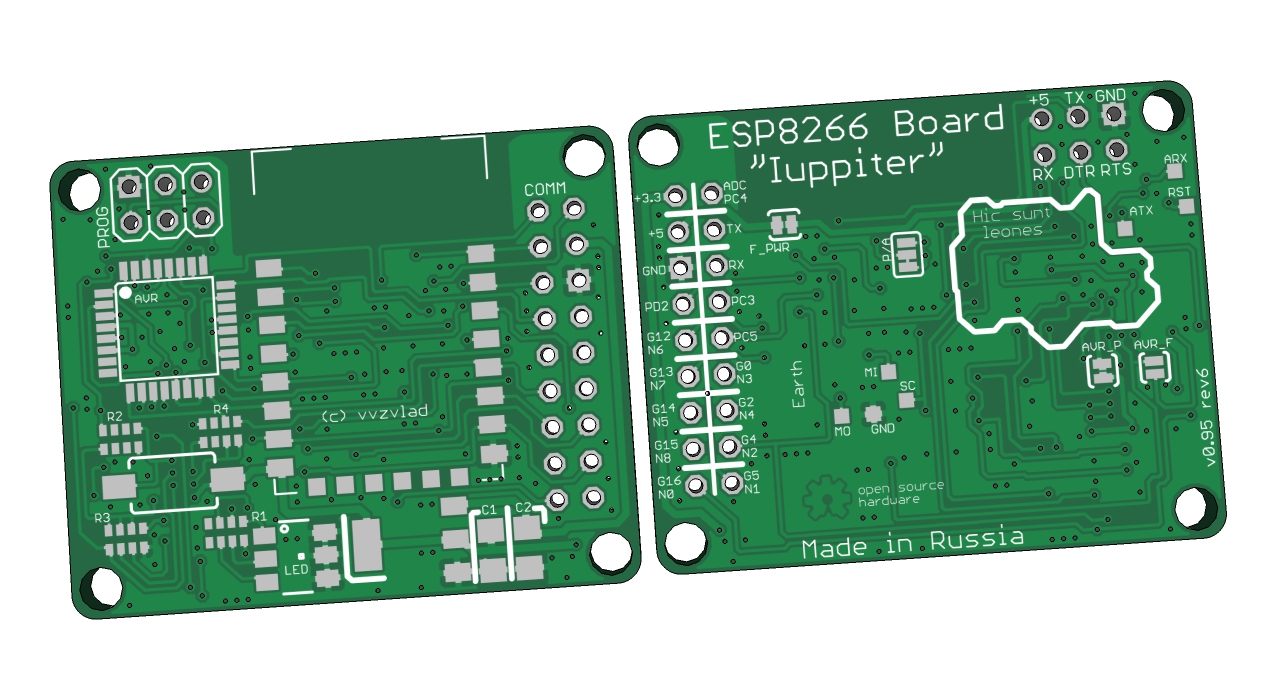 COMM
PROG
AVR
(c) vvzvlad
R2
R4
R3
R1
LED
C1
C2
ESP8266 Board
"Iuppiter"
+5 TX GND
RX DTR RTS
ARX
RST
ATX
Hic sunt
leones
+3.3
ADC
PC4
+5
TX
F_PWR
GND
RX
PD2
PC3
G12
N6
PC5
G13
N7
G0
N3
G14
N5
G2
N4
G15
N8
G4
N2
G16
N0
G5
N1
Earth
MI
SC
MO
GND
AVR_P
AVR_F
v0.95 rev6
open source
hardware
Made in Russia